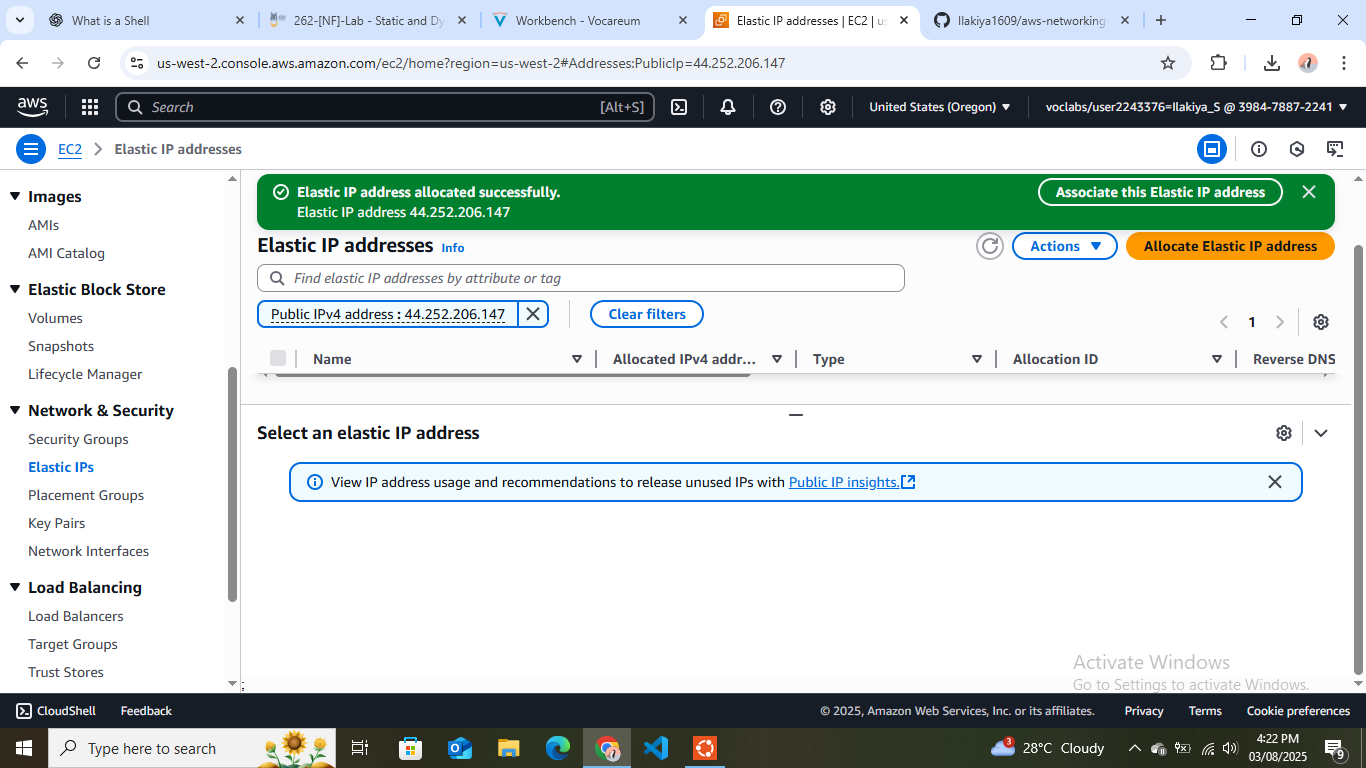 What is a Shell
262-[NF]-Lab - Static and Dy
Workbench - Vocareum
Elastic IP addresses | EC2 | us
Ilakiya1609/aws-networking
us-west-2.console.aws.amazon.com/ec2/home?region=us-west-2#Addresses:PublicIp=44.252.206.147
aws
Search
[Alt+S]
United States (Oregon)
voclabs/user2243376=Ilakiya_S @ 3984-7887-2241
EC2
Elastic IP addresses
Images
AMIs
AMI Catalog
Elastic Block Store
Volumes
Snapshots
Lifecycle Manager
Network & Security
Security Groups
Elastic IPs
Placement Groups
Key Pairs
Network Interfaces
Load Balancing
Load Balancers
Target Groups
Trust Stores
Elastic IP address allocated successfully.
Elastic IP address 44.252.206.147
Associate this Elastic IP address
Elastic IP addresses Info
Actions
Allocate Elastic IP address
Find elastic IP addresses by attribute or tag
Public IPv4 address : 44.252.206.147
Clear filters
1
Name
Allocated IPv4 addr...
Type
Allocation ID
Reverse DNS
Select an elastic IP address
View IP address usage and recommendations to release unused IPs with Public IP insights.
Activate Windows
Go to Settings to activate Windows.
CloudShell
Feedback
© 2025, Amazon Web Services, Inc. or its affiliates.
Privacy
Terms
Cookie preferences
Type here to search
3
28°C Cloudy
4:22 PM
03/08/2025
9